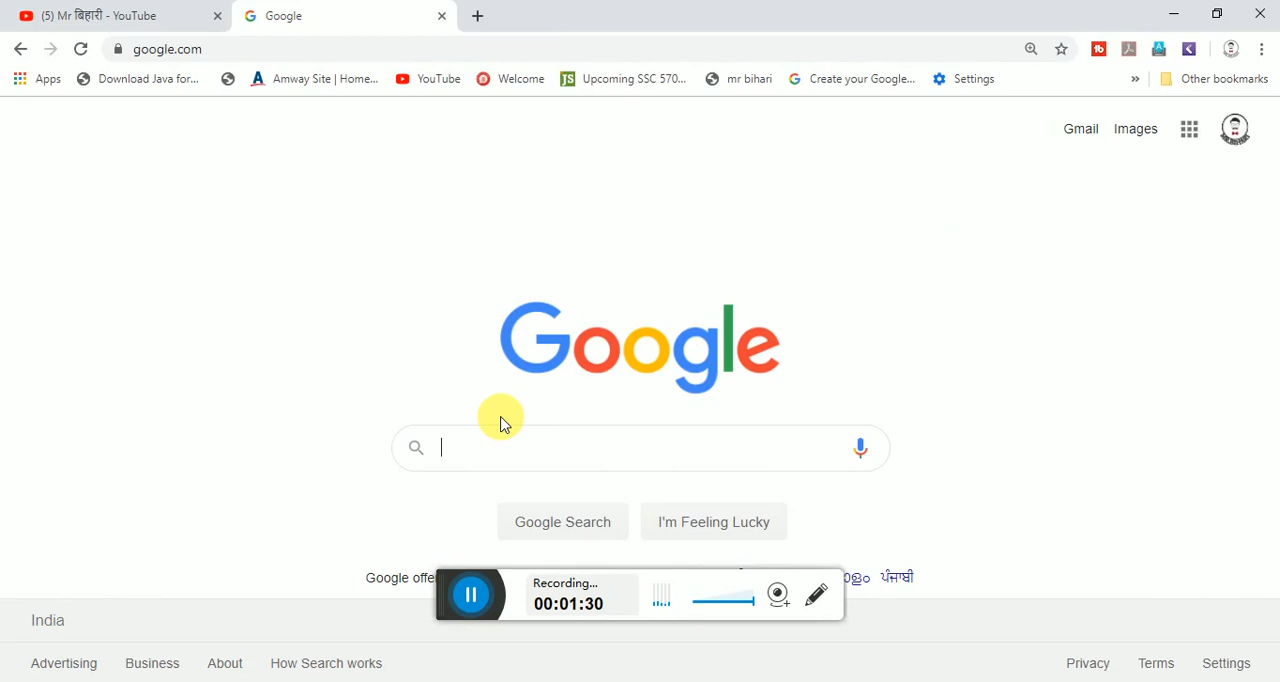 (5) Mr बिहारी - YouTube
Google
google.com
Apps Download Java for... Amway Site | Home... YouTube Welcome Upcoming SSC 570... mr bihari Create your Google... Settings » Other bookmarks
Gmail Images
Google
Google Search I'm Feeling Lucky
Google ਪੰਜਾਬੀ
Recording...
00:01:30
India
Advertising Business About How Search works Privacy Terms Settings